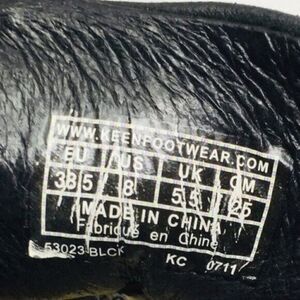 WWW.KEENFOOTWEAR.COM
EU US UK CM
38.5 8 5.5 25
MADE IN CHINA
Fabriqué en Chine
53023-BLCK KC 0711